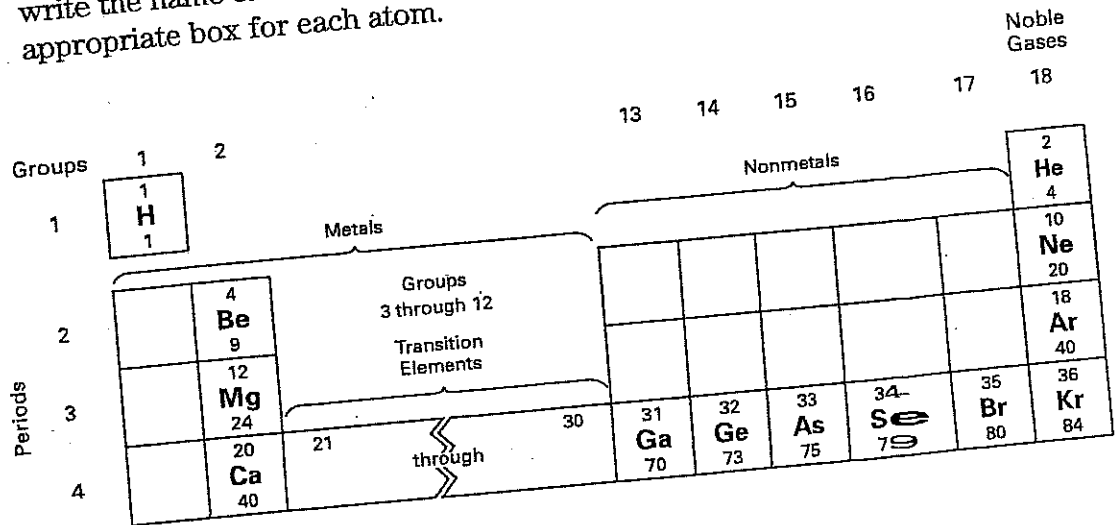 write the name
appropriate box for each atom.
Noble
Gases
13 14 15 16 17 18
Groups 1 2
Nonmetals
2
He
4
1
1
H
1
Metals
10
Ne
20
Groups
3 through 12
4
Be
9
2
Transition
Elements
18
Ar
40
12
Mg
24
3
Periods
21 through 30
31
Ga
70
32
Ge
73
33
As
75
34
Se
79
35
Br
80
36
Kr
84
20
Ca
40
4